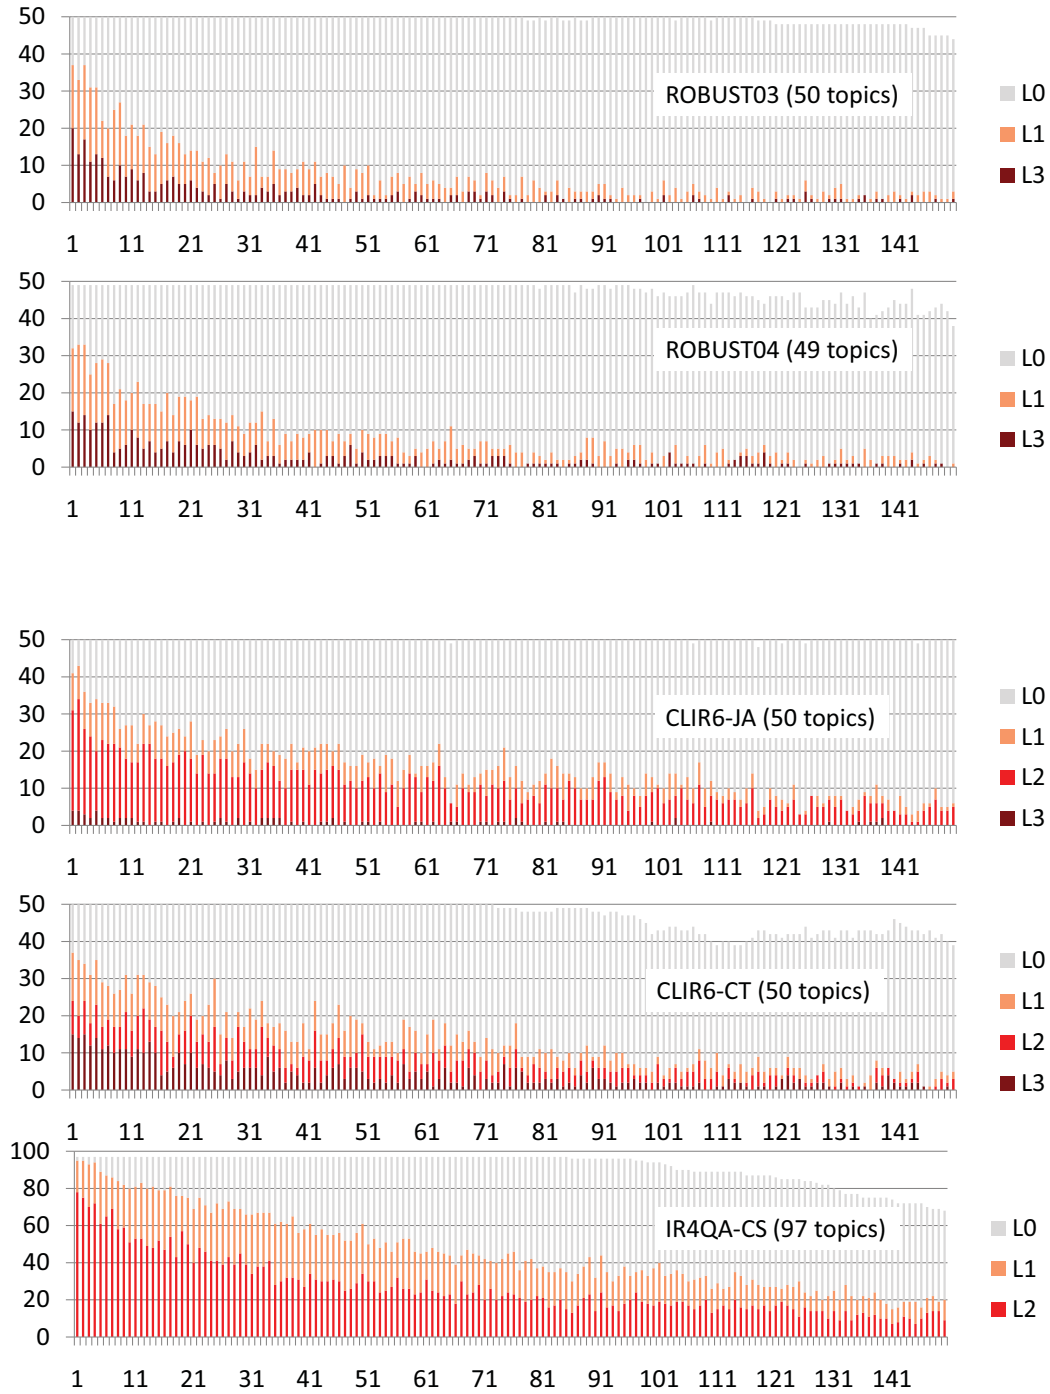 50
40
30
20
10
0
ROBUST03 (50 topics)
L0
L1
L3
1 11 21 31 41 51 61 71 81 91 101 111 121 131 141
50
40
30
20
10
0
ROBUST04 (49 topics)
L0
L1
L3
1 11 21 31 41 51 61 71 81 91 101 111 121 131 141
50
40
30
20
10
0
CLIR6-JA (50 topics)
L0
L1
L2
L3
1 11 21 31 41 51 61 71 81 91 101 111 121 131 141
50
40
30
20
10
0
CLIR6-CT (50 topics)
L0
L1
L2
L3
1 11 21 31 41 51 61 71 81 91 101 111 121 131 141
100
80
60
40
20
0
IR4QA-CS (97 topics)
L0
L1
L2
1 11 21 31 41 51 61 71 81 91 101 111 121 131 141